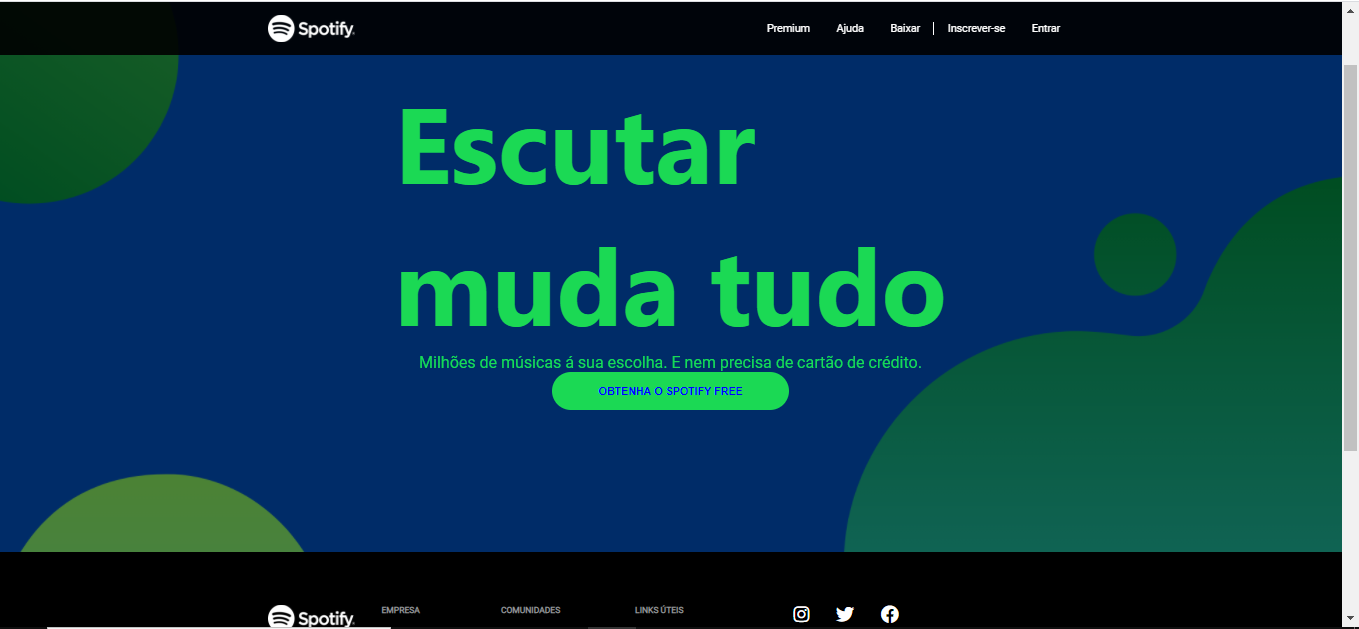 Spotify
Premium Ajuda Baixar Inscrever-se Entrar
Escutar
muda tudo
Milhões de músicas á sua escolha. E nem precisa de cartão de crédito.
OBTENHA O SPOTIFY FREE
Spotify EMPRESA COMUNIDADES LINKS ÚTEIS